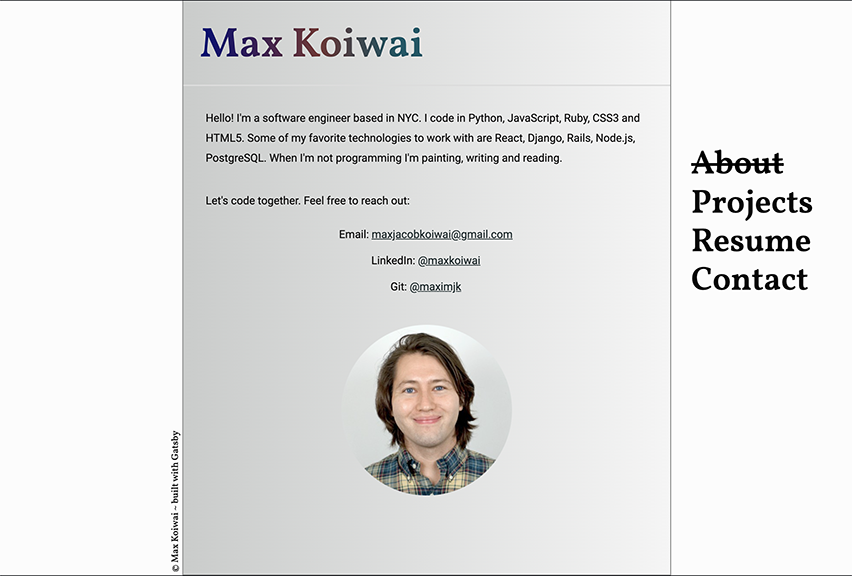 Max Koiwai
Hello! I'm a software engineer based in NYC. I code in Python, JavaScript, Ruby, CSS3 and
HTML5. Some of my favorite technologies to work with are React, Django, Rails, Node.js,
PostgreSQL. When I'm not programming I'm painting, writing and reading.
Let's code together. Feel free to reach out:
Email: maxjacobkoiwai@gmail.com
LinkedIn: @maxkoiwai
Git: @maximjk
About
Projects
Resume
Contact
© Max Koiwai ~ built with Gatsby